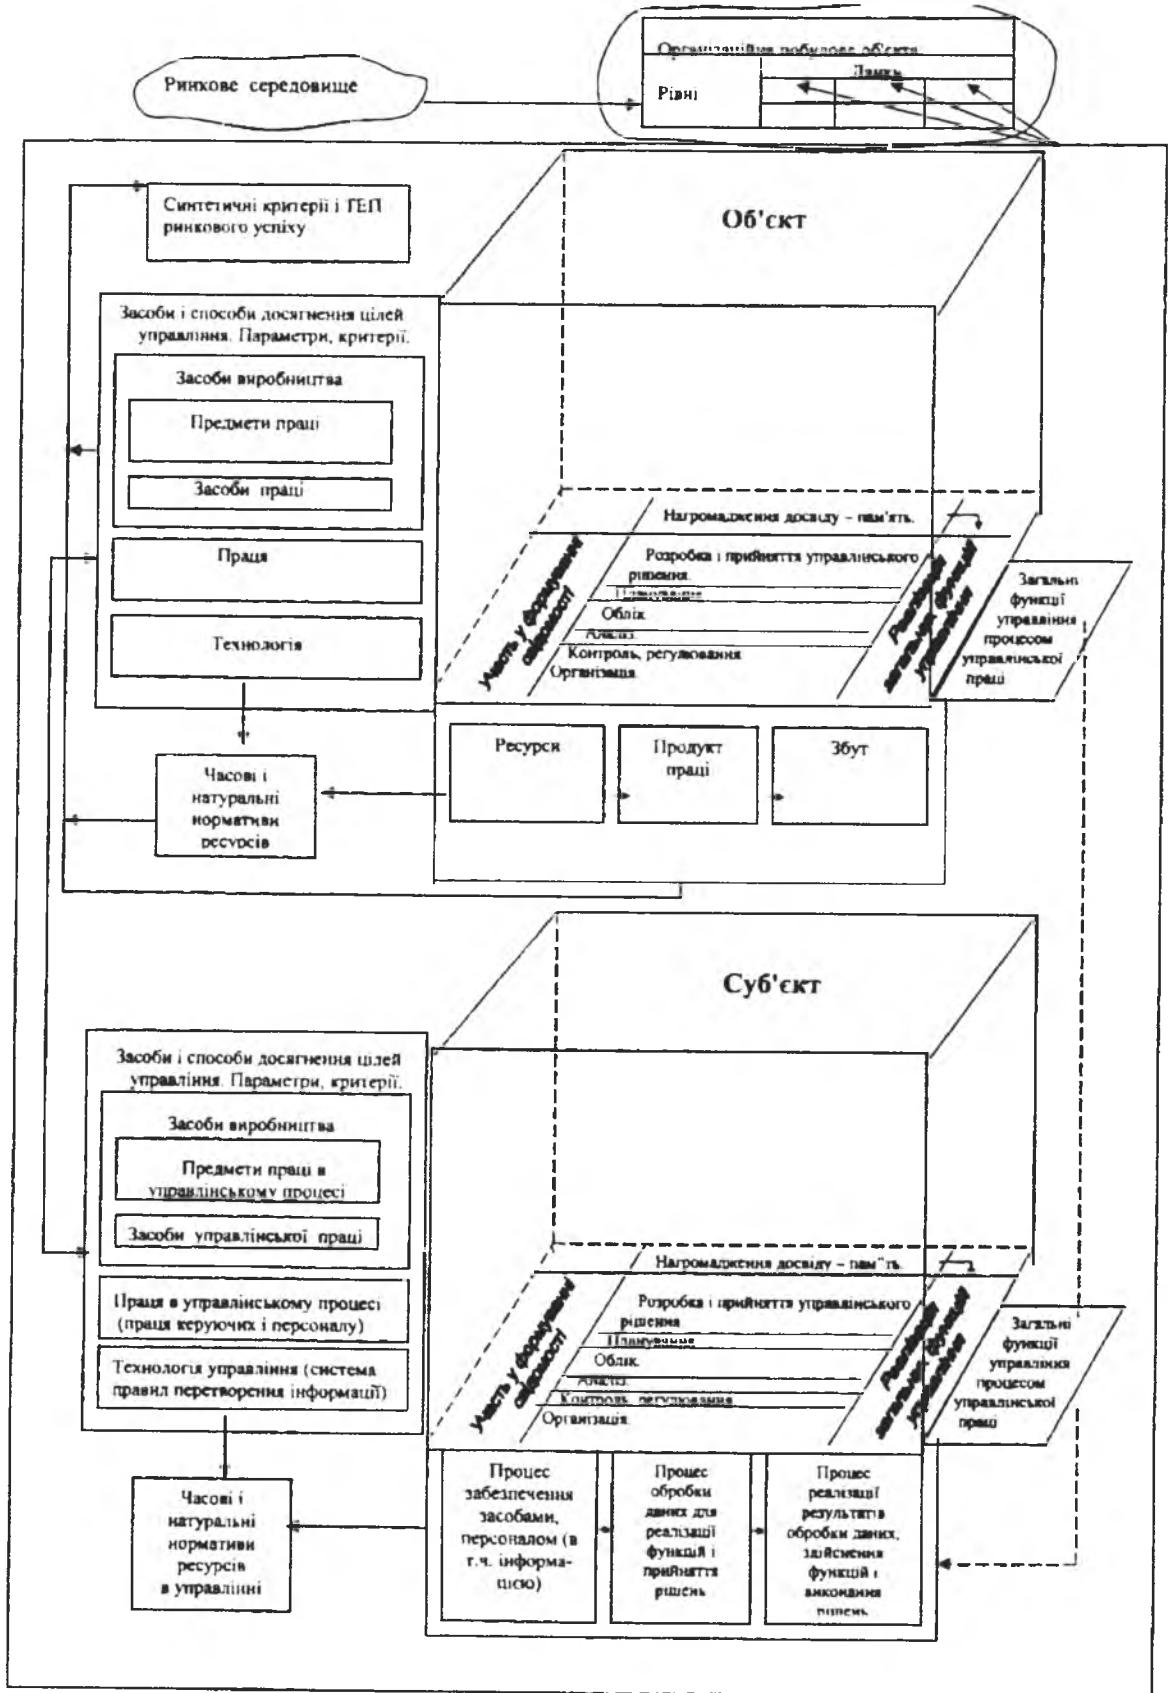 Організаційна побудова об'єкта
Ланки
Рівні
Ринкове середовище
Синтетичні критерії і ТЕП
ринкового успіху
Об'єкт
Засоби і способи досягнення цілей
управління. Параметри, критерії.
Засоби виробництва
Предмети праці
Засоби праці
Праця
Технологія
Часові і
натуральні
нормативи
ресурсів
Нагромадження досвіду – пам'ять.
Участь у формуванні
свідомості
Розробка і прийняття управлінського
рішення
Планування
Облік
Аналіз
Контроль, регулювання
Організація
Реалізація
загальних функцій
управління
Загальні
функції
управління
процесом
управлінської
праці
Ресурси
Продукт
праці
Збут
Суб'єкт
Засоби і способи досягнення цілей
управління. Параметри, критерії.
Засоби виробництва
Предмети праці в
управлінському процесі
Засоби управлінської праці
Праця в управлінському процесі
(праця керуючих і персоналу)
Технологія управління (система
правил перетворення інформації)
Часові і
натуральні
нормативи
ресурсів
в управлінні
Нагромадження досвіду – пам"ть.
Участь у формуванні
свідомості
Розробка і прийняття управлінського
рішення
Планування
Облік
Аналіз
Контроль, регулювання
Організація
Реалізація
загальних функцій
управління
Загальні
функції
управління
процесом
управлінської
праці
Процес
забезпечення
засобами,
персоналом (в
т.ч. інформа-
цією)
Процес
обробки
даних для
реалізації
функцій і
прийняття
рішень
Процес
реалізації
результатів
обробки даних,
здійснення
функцій і
виконання
рішень